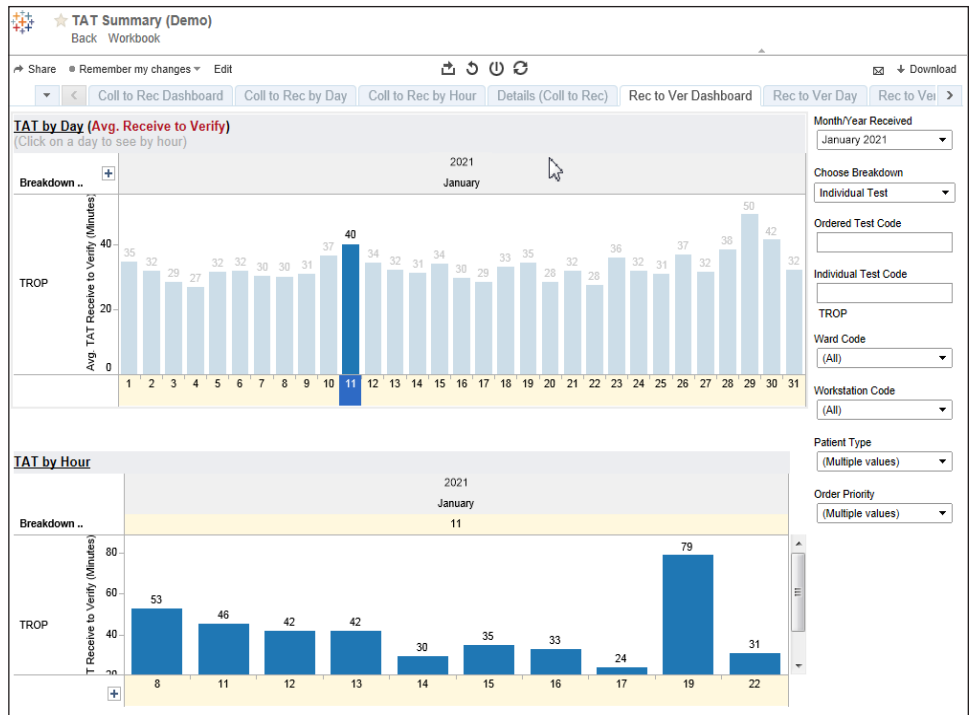 TAT Summary (Demo)
Back Workbook
Share Remember my changes Edit
Download
Coll to Rec Dashboard Coll to Rec by Day Coll to Rec by Hour Details (Coll to Rec) Rec to Ver Dashboard Rec to Ver Day Rec to Ver
TAT by Day (Avg. Receive to Verify)
(Click on a day to see by hour)
2021
Breakdown .. January
TROP
Avg. TAT Receive to Verify (Minutes)
40
20
0
35 32 29 27 32 32 30 30 31 37 40 34 32 31 34 30 29 33 35 28 32 28 36 32 31 37 32 38 50 42 32
1 2 3 4 5 6 7 8 9 10 11 12 13 14 15 16 17 18 19 20 21 22 23 24 25 26 27 28 29 30 31
Month/Year Received
January 2021
Choose Breakdown
Individual Test
Ordered Test Code
Individual Test Code
TROP
Ward Code
(All)
Workstation Code
(All)
Patient Type
(Multiple values)
Order Priority
(Multiple values)
TAT by Hour
2021
January
Breakdown .. 11
TROP
T Receive to Verify (Minutes)
80
60
40
20
53 46 42 42 30 35 33 24 79 31
8 11 12 13 14 15 16 17 19 22